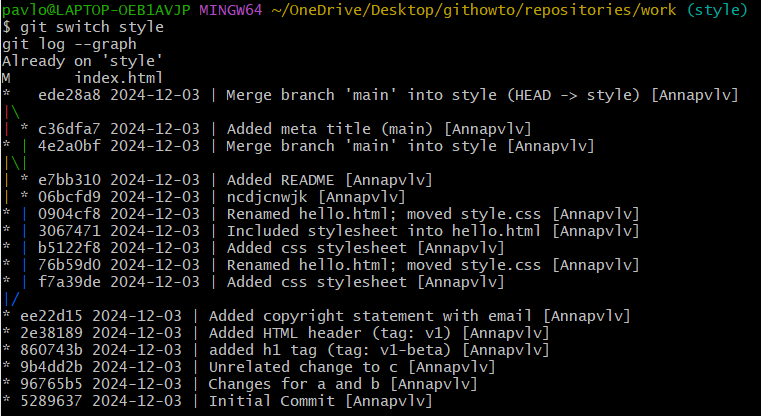 pavlo@LAPTOP-OEB1AVJP MINGW64 ~/OneDrive/Desktop/githowto/repositories/work (style)
$ git switch style
git log --graph
Already on 'style'
M       index.html
*   ede28a8 2024-12-03 | Merge branch 'main' into style (HEAD -> style) [Annapvlv]
|\
| * c36dfa7 2024-12-03 | Added meta title (main) [Annapvlv]
* | 4e2a0bf 2024-12-03 | Merge branch 'main' into style [Annapvlv]
|\|
| * e7bb310 2024-12-03 | Added README [Annapvlv]
| * 06bcfd9 2024-12-03 | ncdjcnwjk [Annapvlv]
* | 0904cf8 2024-12-03 | Renamed hello.html; moved style.css [Annapvlv]
* | 3067471 2024-12-03 | Included stylesheet into hello.html [Annapvlv]
* | b5122f8 2024-12-03 | Added css stylesheet [Annapvlv]
* | 76b59d0 2024-12-03 | Renamed hello.html; moved style.css [Annapvlv]
* | f7a39de 2024-12-03 | Added css stylesheet [Annapvlv]
|/
* ee22d15 2024-12-03 | Added copyright statement with email [Annapvlv]
* 2e38189 2024-12-03 | Added HTML header (tag: v1) [Annapvlv]
* 860743b 2024-12-03 | added h1 tag (tag: v1-beta) [Annapvlv]
* 9b4dd2b 2024-12-03 | Unrelated change to c [Annapvlv]
* 96765b5 2024-12-03 | Changes for a and b [Annapvlv]
* 5289637 2024-12-03 | Initial Commit [Annapvlv]